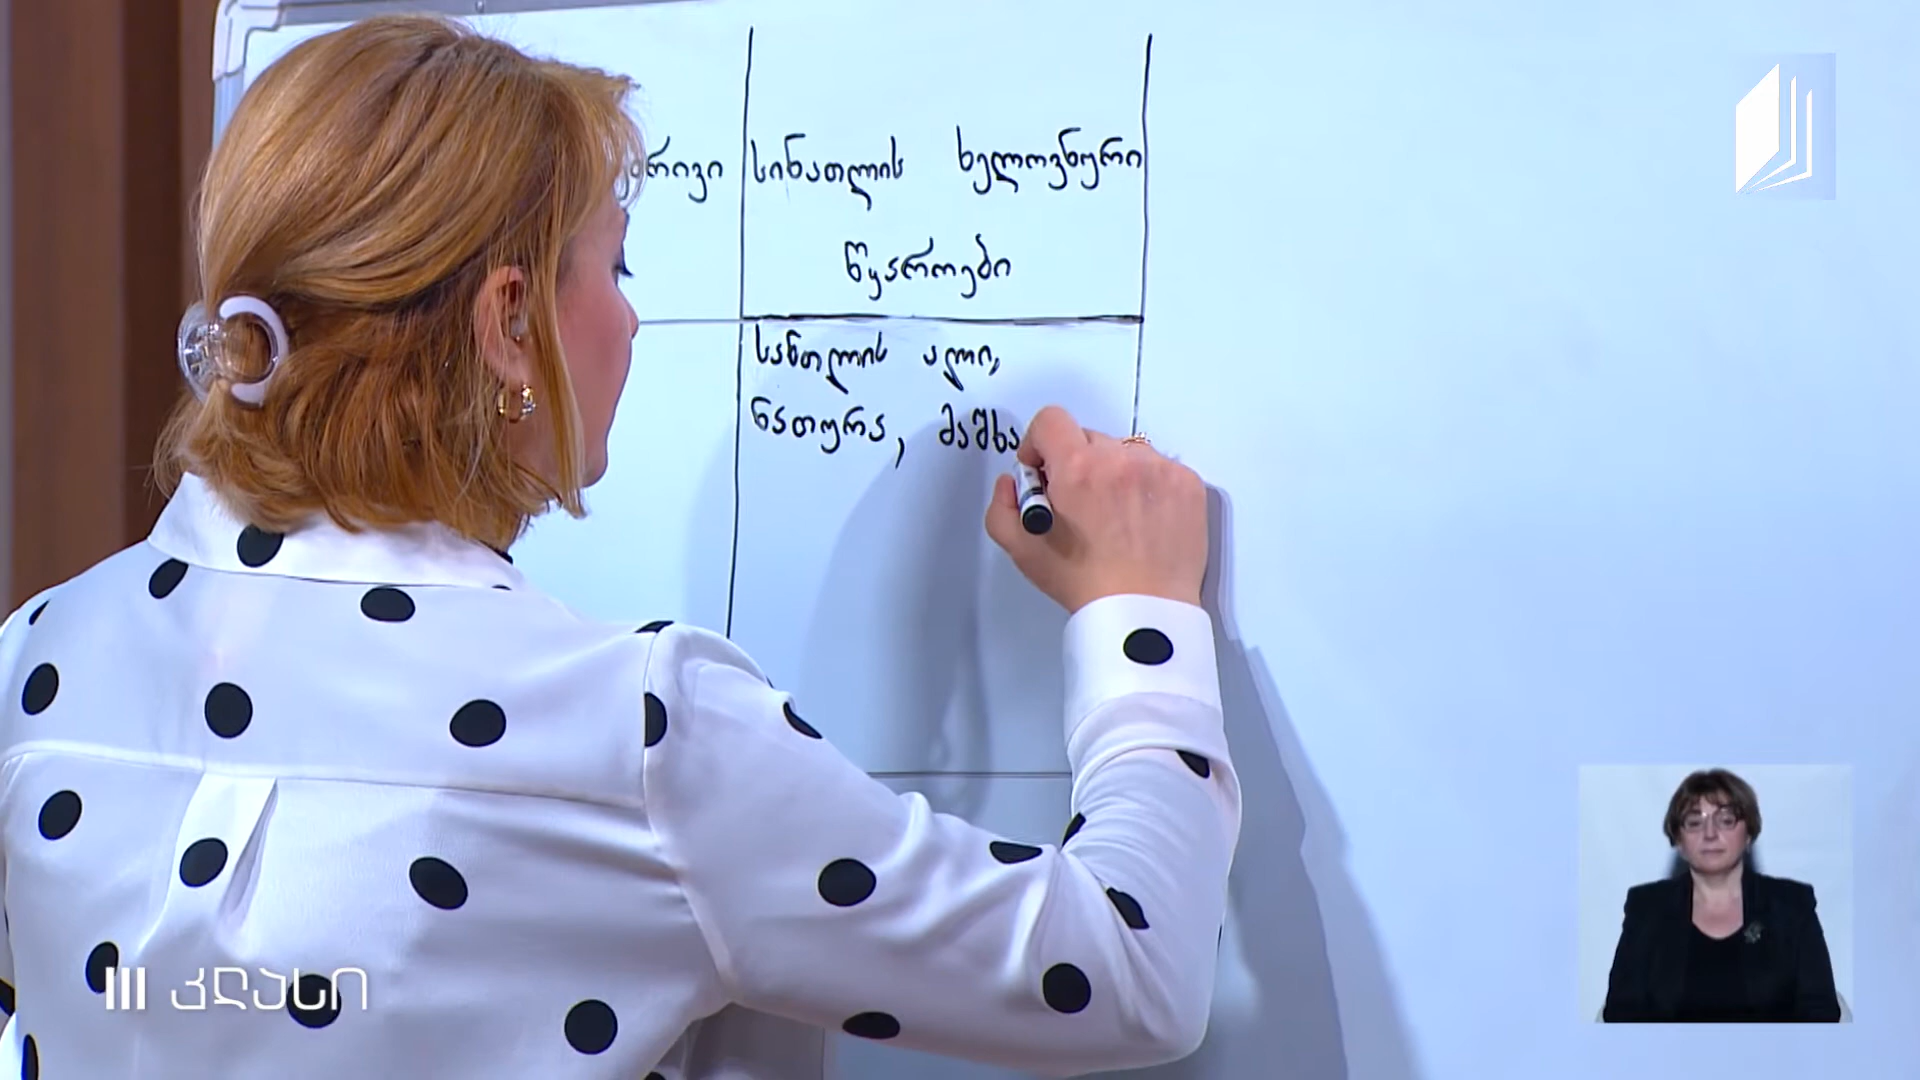 სინათლის ხელოვნური
წყაროები
სანთლის ალი,
ნათურა, მაშხა
III კლასი